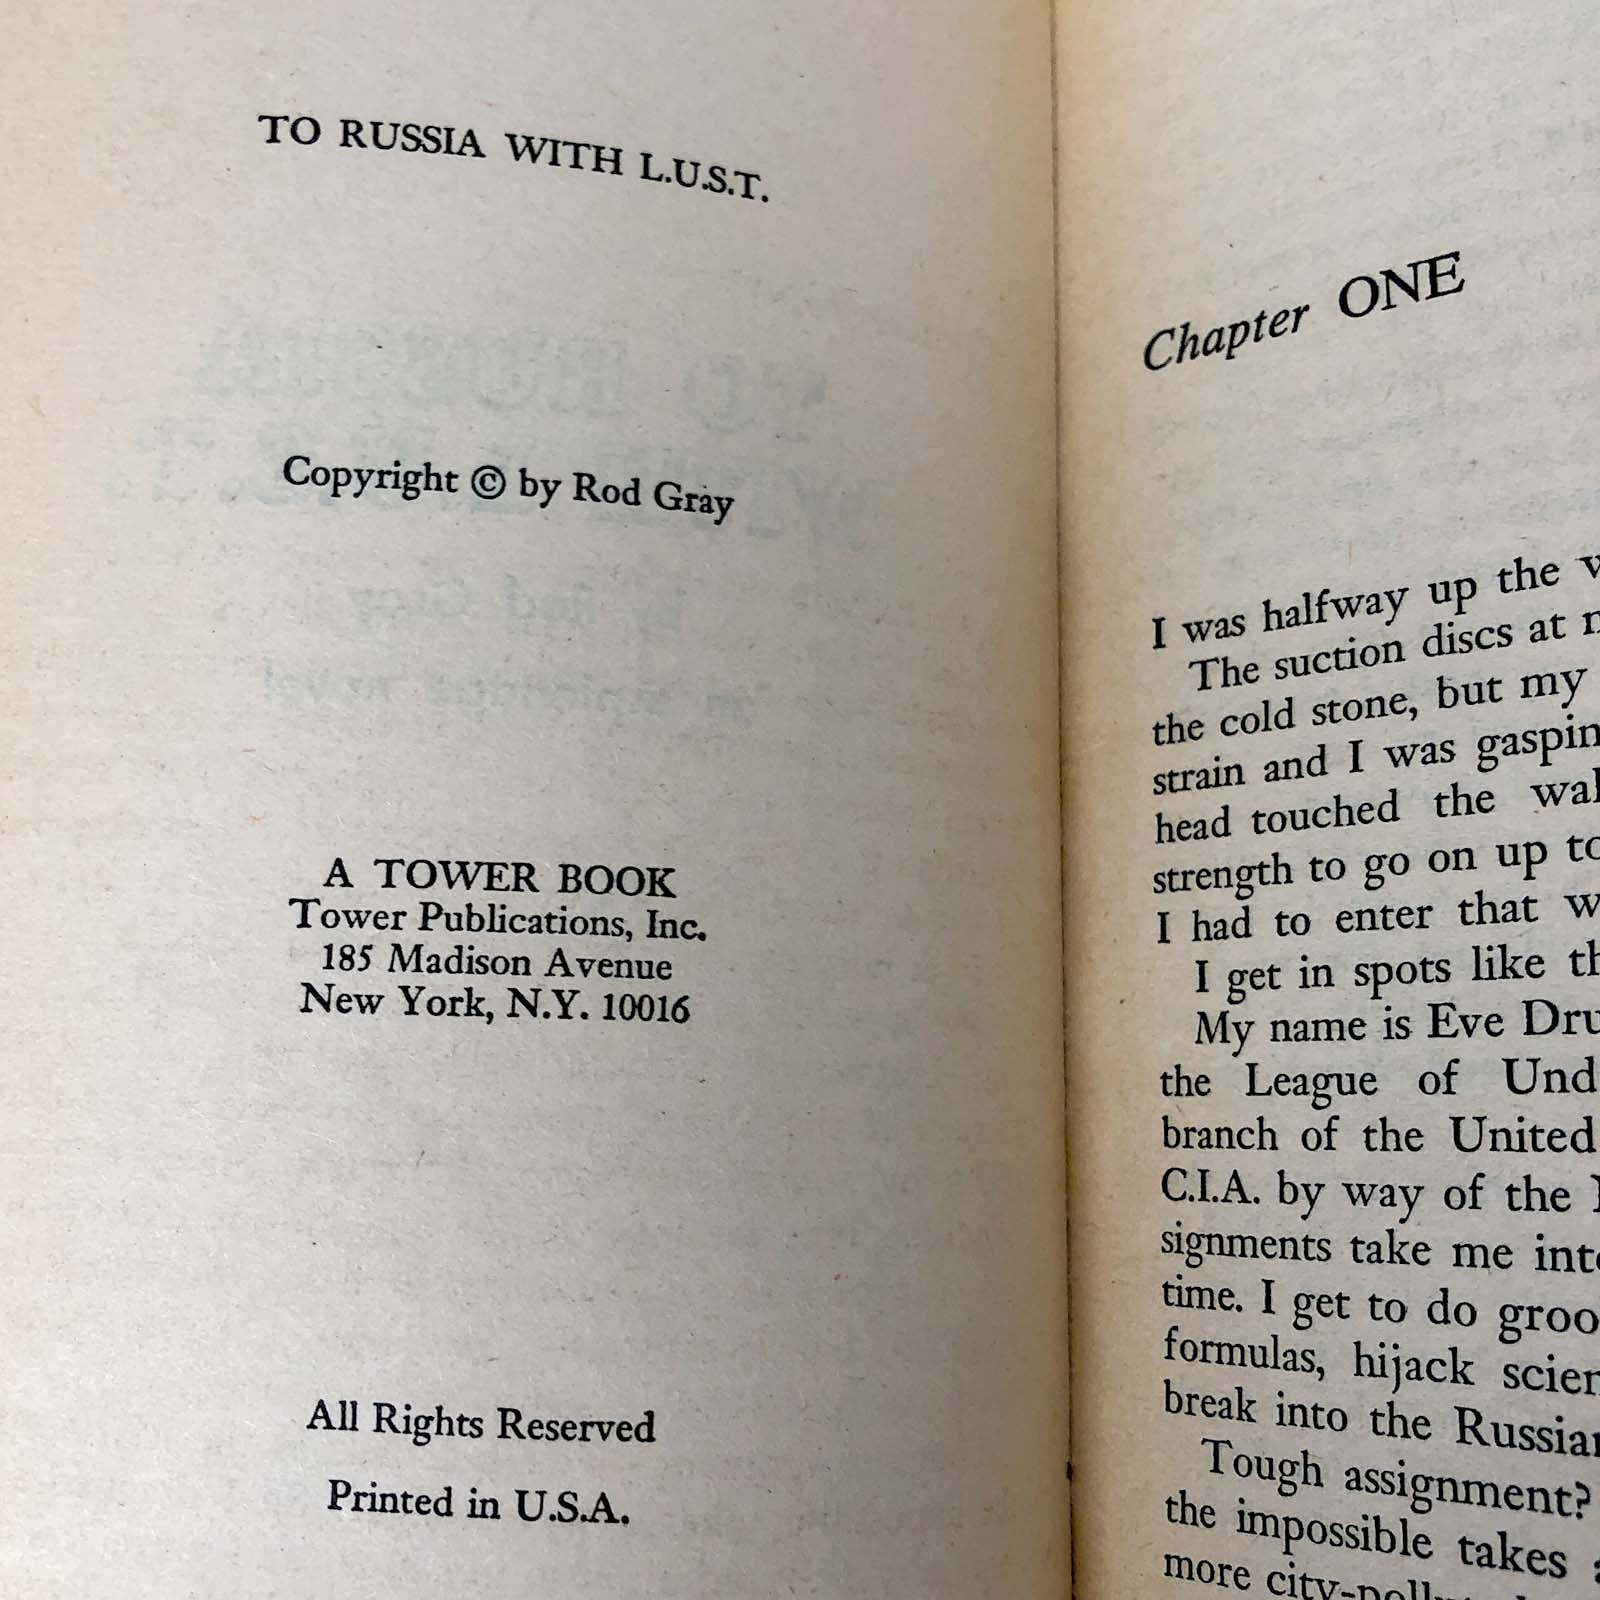 TO RUSSIA WITH L.U.S.T.
Copyright © by Rod Gray
A TOWER BOOK
Tower Publications, Inc.
185 Madison Avenue
New York, N.Y. 10016
All Rights Reserved
Printed in U.S.A.
Chapter ONE
I was halfway up the
The suction discs at
the cold stone, but my
strain and I was
head touched the
strength to go on up
I had to enter that
I get in spots like
My name is Eve
the League of
branch of the United
C.I.A. by way of the
signments take me
time. I get to do
formulas, hijack
break into the
Tough assignment?
the impossible takes
more